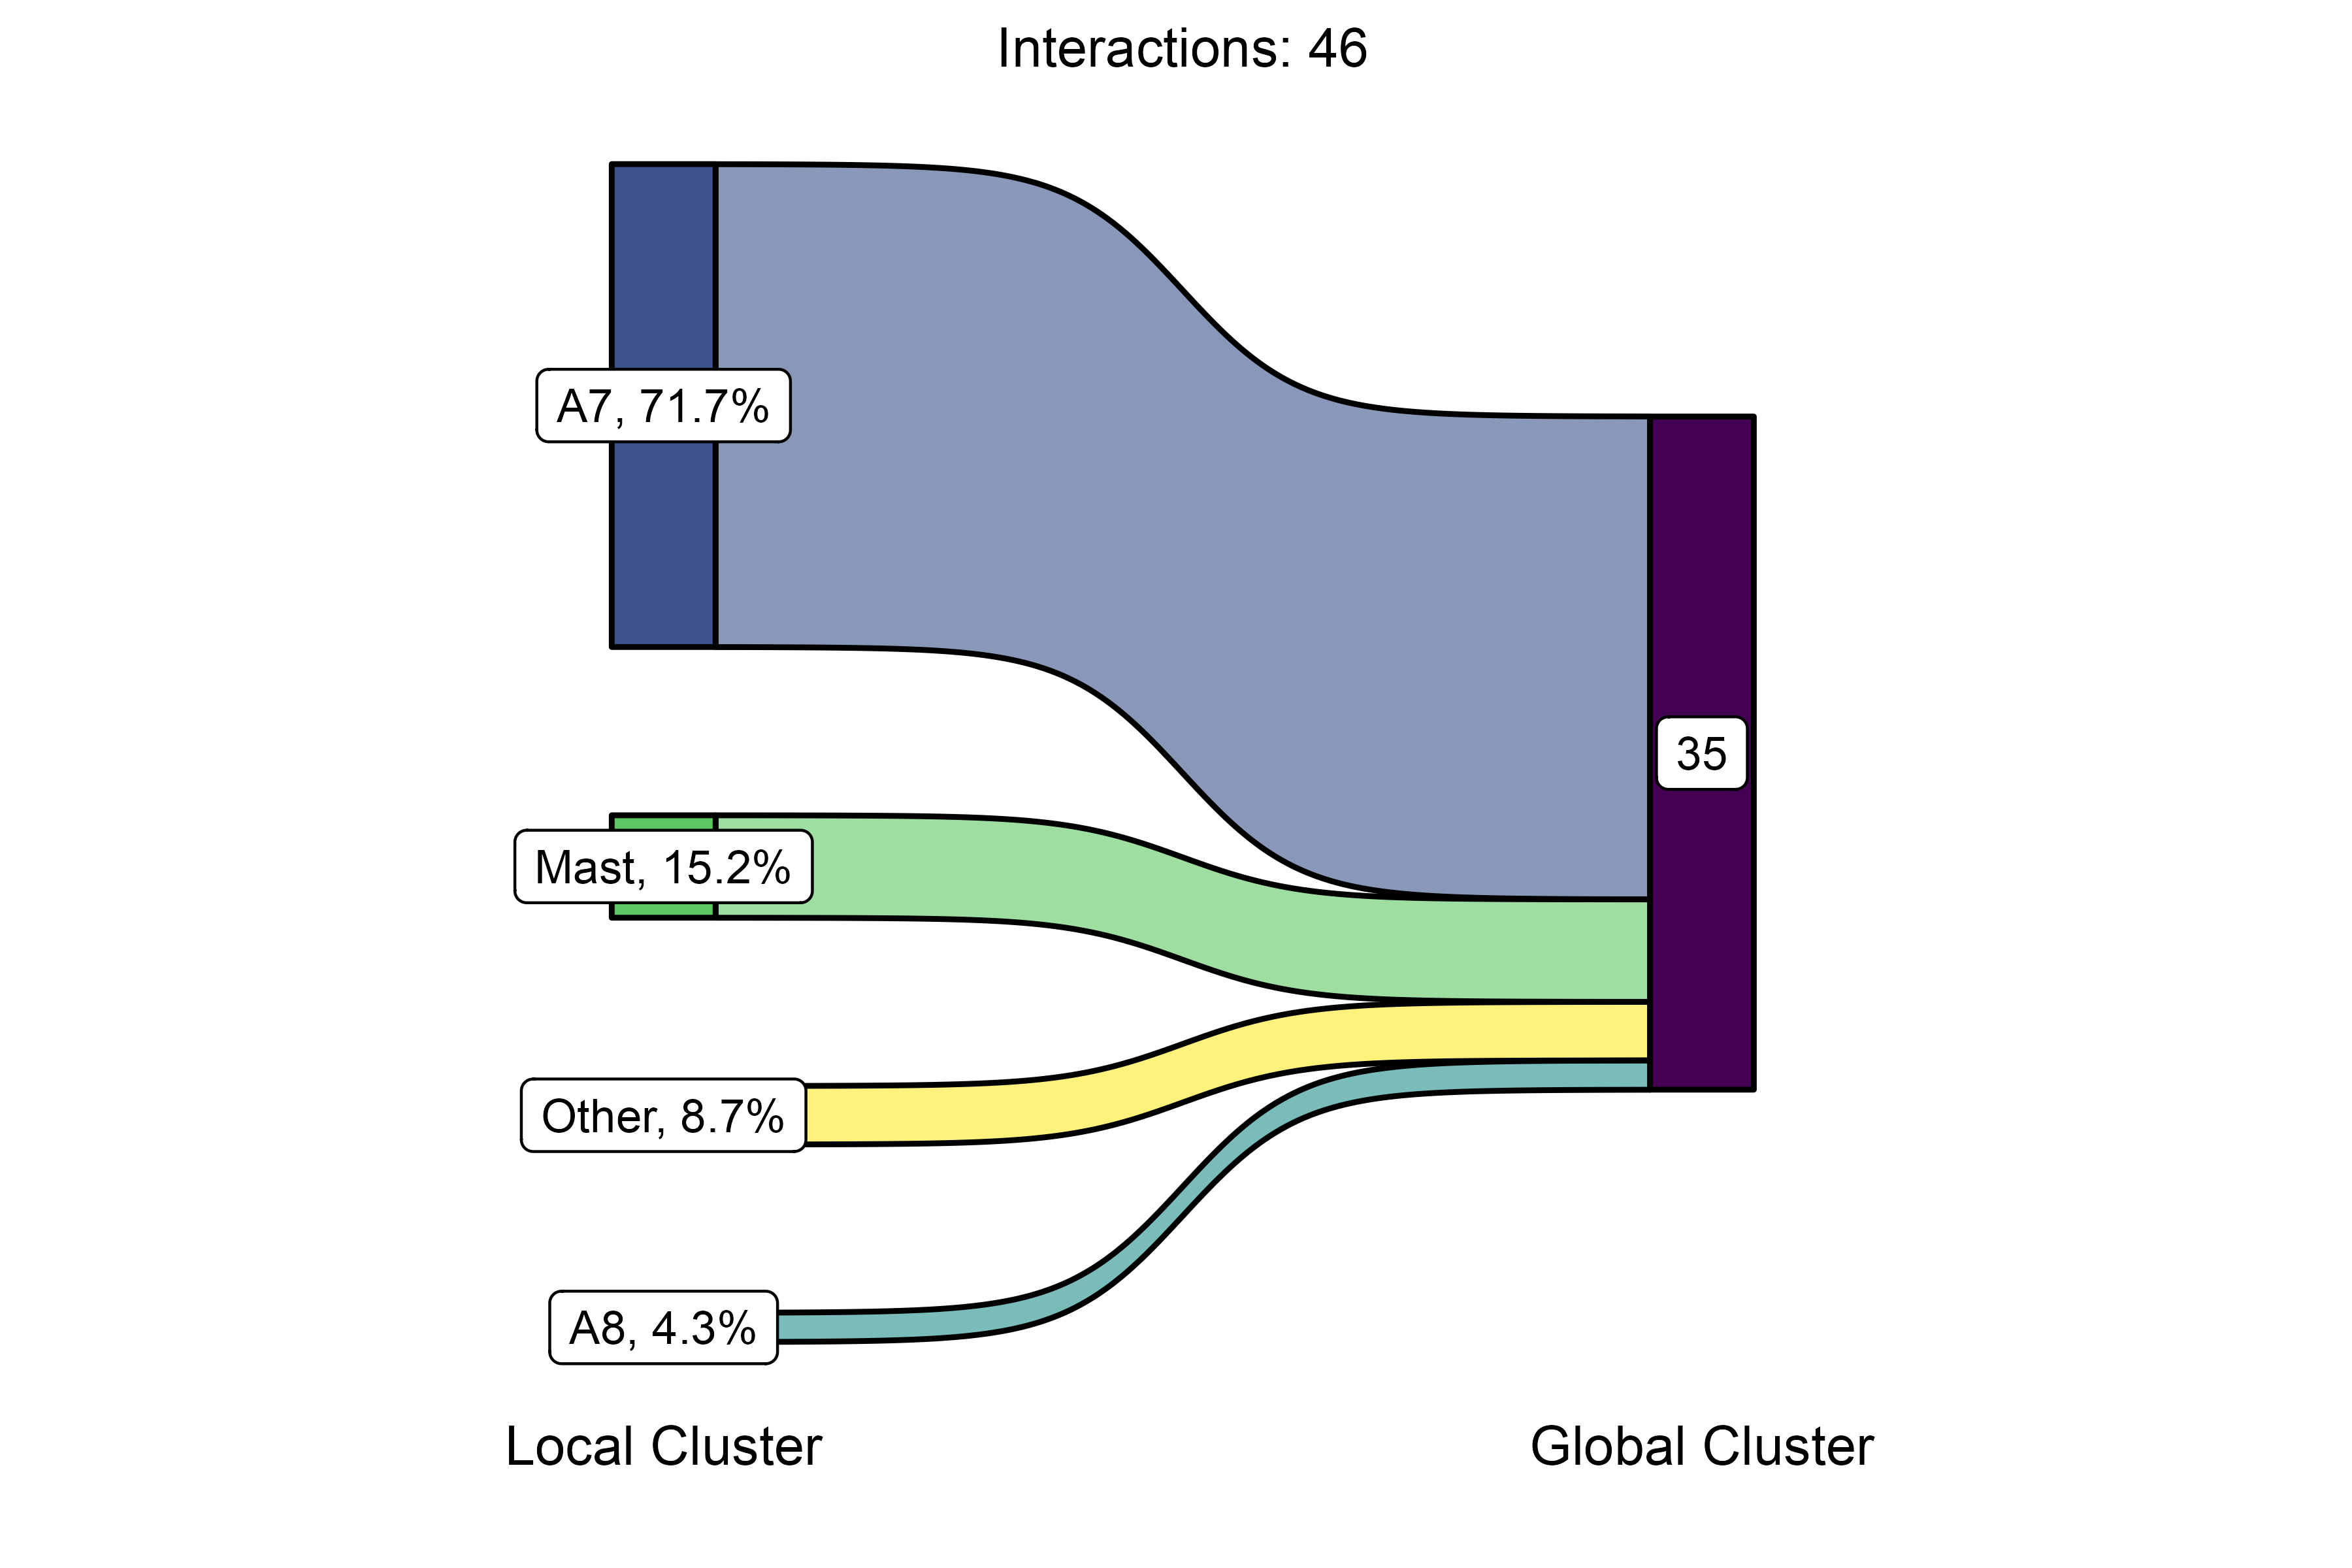 Interactions: 46
A7, 71.7%
35
Mast, 15.2%
Other, 8.7%
A8, 4.3%
Local Cluster
Global Cluster